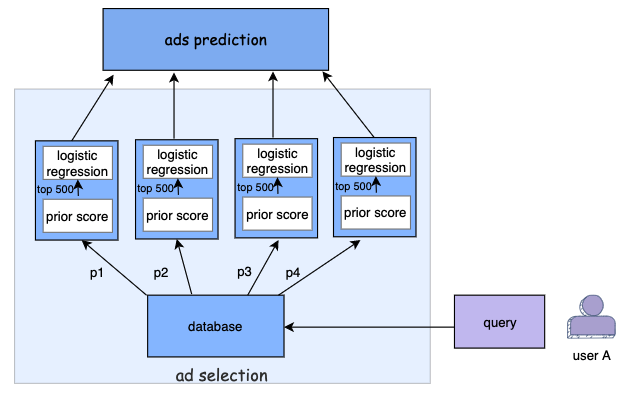 ads prediction
logistic
regression
top 500
prior score
logistic
regression
top 500
prior score
logistic
regression
top 500
prior score
logistic
regression
top 500
prior score
p1
p2
p3
p4
database
query
user A
ad selection